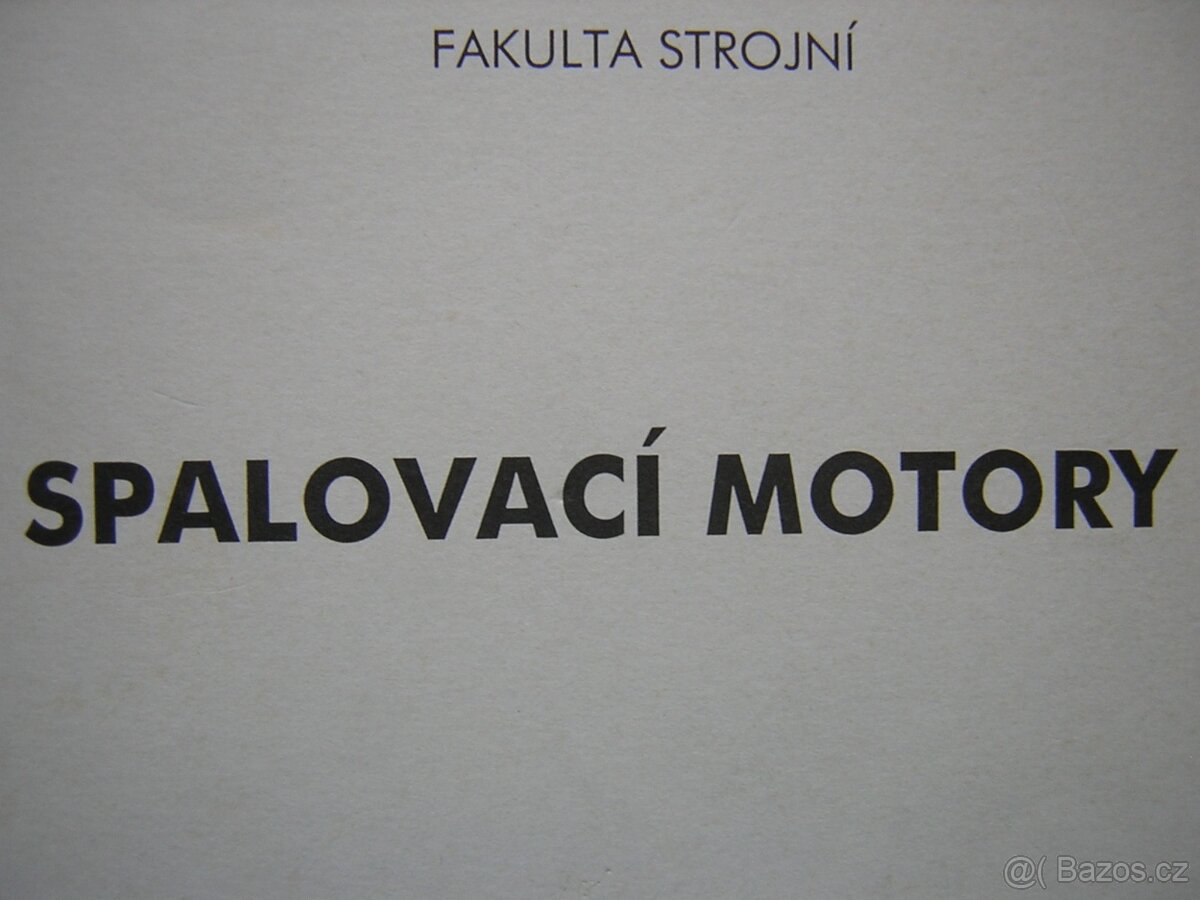 FAKULTA STROJNÍ
SPALOVACÍ MOTORY
@( Bazos.cz